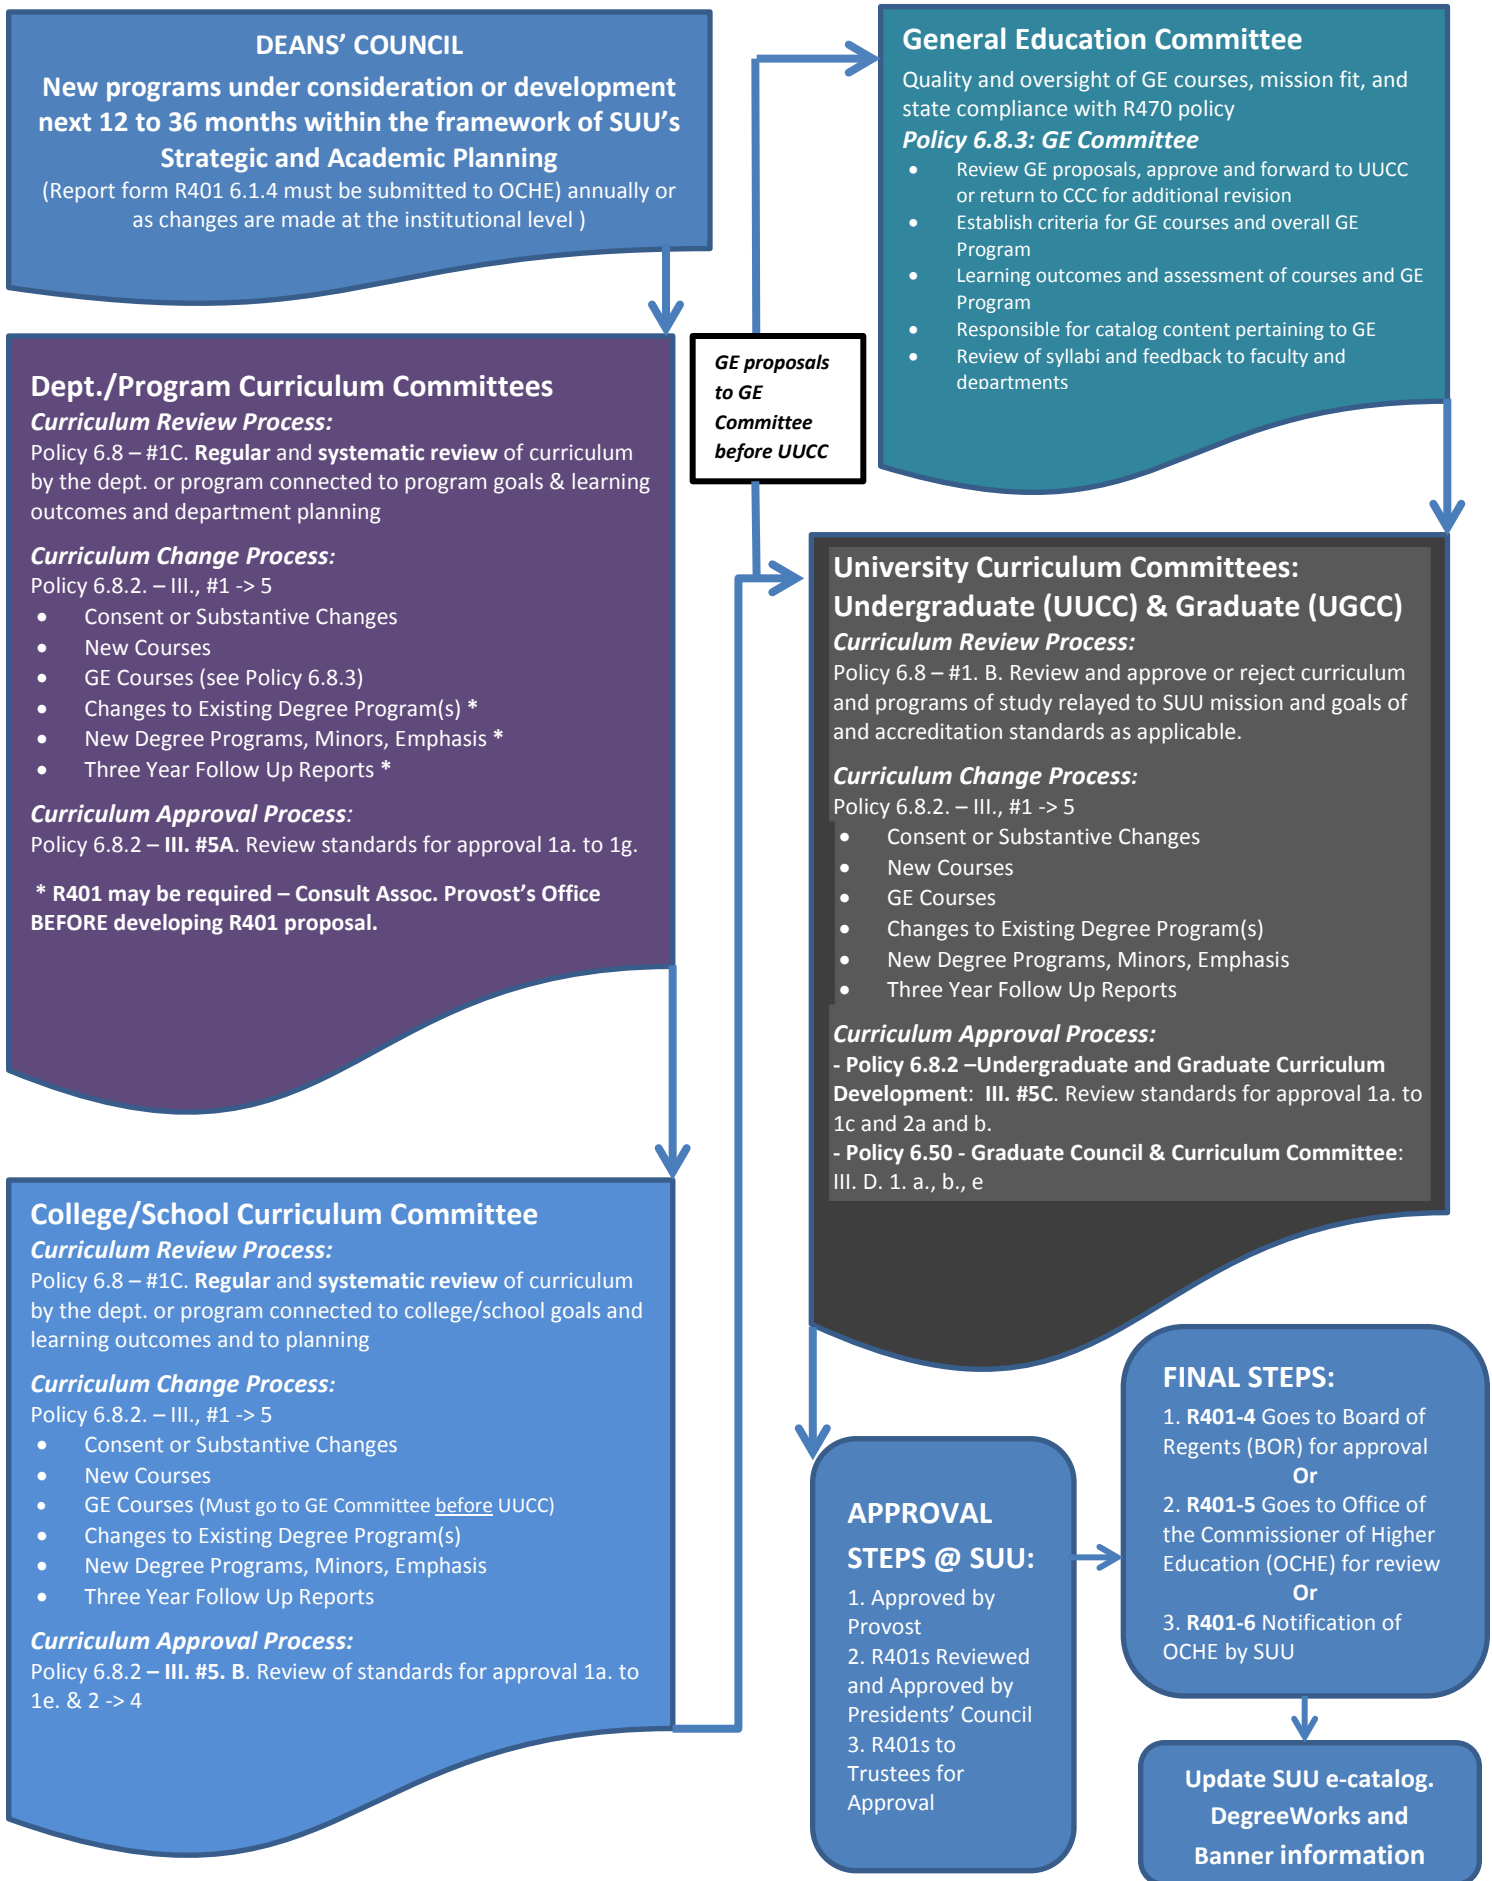 DEANS' COUNCIL
New programs under consideration or development
next 12 to 36 months within the framework of SUU's
Strategic and Academic Planning
(Report form R401 6.1.4 must be submitted to OCHE) annually or
as changes are made at the institutional level )
General Education Committee
Quality and oversight of GE courses, mission fit, and
state compliance with R470 policy
Policy 6.8.3: GE Committee
• Review GE proposals, approve and forward to UUCC
or return to CCC for additional revision
• Establish criteria for GE courses and overall GE
Program
• Learning outcomes and assessment of courses and GE
Program
• Responsible for catalog content pertaining to GE
• Review of syllabi and feedback to faculty and
departments
GE proposals
to GE
Committee
before UUCC
Dept./Program Curriculum Committees
Curriculum Review Process:
Policy 6.8 – #1C. Regular and systematic review of curriculum
by the dept. or program connected to program goals & learning
outcomes and department planning
Curriculum Change Process:
Policy 6.8.2. – III., #1 -> 5
• Consent or Substantive Changes
• New Courses
• GE Courses (see Policy 6.8.3)
• Changes to Existing Degree Program(s) *
• New Degree Programs, Minors, Emphasis *
• Three Year Follow Up Reports *
Curriculum Approval Process:
Policy 6.8.2 – III. #5A. Review standards for approval 1a. to 1g.
* R401 may be required – Consult Assoc. Provost's Office
BEFORE developing R401 proposal.
University Curriculum Committees:
Undergraduate (UUCC) & Graduate (UGCC)
Curriculum Review Process:
Policy 6.8 – #1. B. Review and approve or reject curriculum
and programs of study relayed to SUU mission and goals of
and accreditation standards as applicable.
Curriculum Change Process:
Policy 6.8.2. – III., #1 -> 5
• Consent or Substantive Changes
• New Courses
• GE Courses
• Changes to Existing Degree Program(s)
• New Degree Programs, Minors, Emphasis
• Three Year Follow Up Reports
Curriculum Approval Process:
- Policy 6.8.2 –Undergraduate and Graduate Curriculum
Development: III. #5C. Review standards for approval 1a. to
1c and 2a and b.
- Policy 6.50 - Graduate Council & Curriculum Committee:
III. D. 1. a., b., e
College/School Curriculum Committee
Curriculum Review Process:
Policy 6.8 – #1C. Regular and systematic review of curriculum
by the dept. or program connected to college/school goals and
learning outcomes and to planning
Curriculum Change Process:
Policy 6.8.2. – III., #1 -> 5
• Consent or Substantive Changes
• New Courses
• GE Courses (Must go to GE Committee before UUCC)
• Changes to Existing Degree Program(s)
• New Degree Programs, Minors, Emphasis
• Three Year Follow Up Reports
Curriculum Approval Process:
Policy 6.8.2 – III. #5. B. Review of standards for approval 1a. to
1e. & 2 -> 4
APPROVAL
STEPS @ SUU:
1. Approved by
Provost
2. R401s Reviewed
and Approved by
Presidents' Council
3. R401s to
Trustees for
Approval
FINAL STEPS:
1. R401-4 Goes to Board of
Regents (BOR) for approval
Or
2. R401-5 Goes to Office of
the Commissioner of Higher
Education (OCHE) for review
Or
3. R401-6 Notification of
OCHE by SUU
Update SUU e-catalog.
DegreeWorks and
Banner information